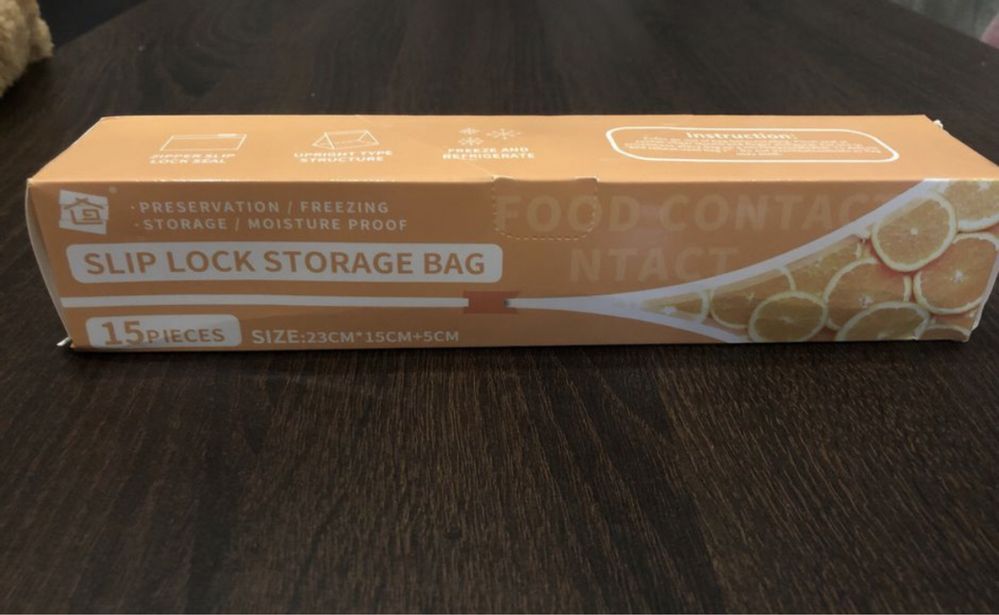 ZIPPER SLIP
LOCK SEAL
UPRIGHT TYPE
STRUCTURE
FREEZE AND
REFRIGERATE
Instruction:
·PRESERVATION / FREEZING
·STORAGE / MOISTURE PROOF
FOOD CONTAC
NTACT
SLIP LOCK STORAGE BAG
15PIECES
SIZE:23CM*15CM+5CM